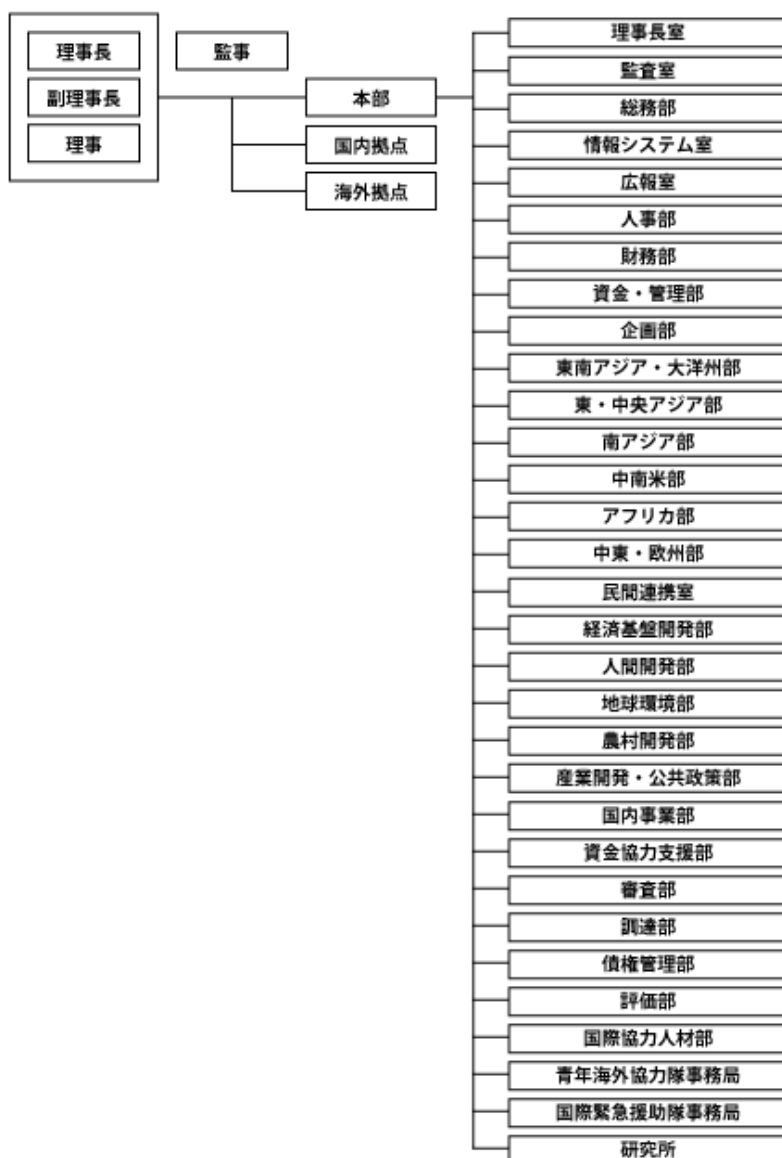 理事長
副理事長
理事
監事
本部
国内拠点
海外拠点
理事長室
監査室
総務部
情報システム室
広報室
人事部
財務部
資金・管理部
企画部
東南アジア・大洋州部
東・中央アジア部
南アジア部
中南米部
アフリカ部
中東・欧州部
民間連携室
経済基盤開発部
人間開発部
地球環境部
農村開発部
産業開発・公共政策部
国内事業部
資金協力支援部
審査部
調達部
債権管理部
評価部
国際協力人材部
青年海外協力隊事務局
国際緊急援助隊事務局
研究所